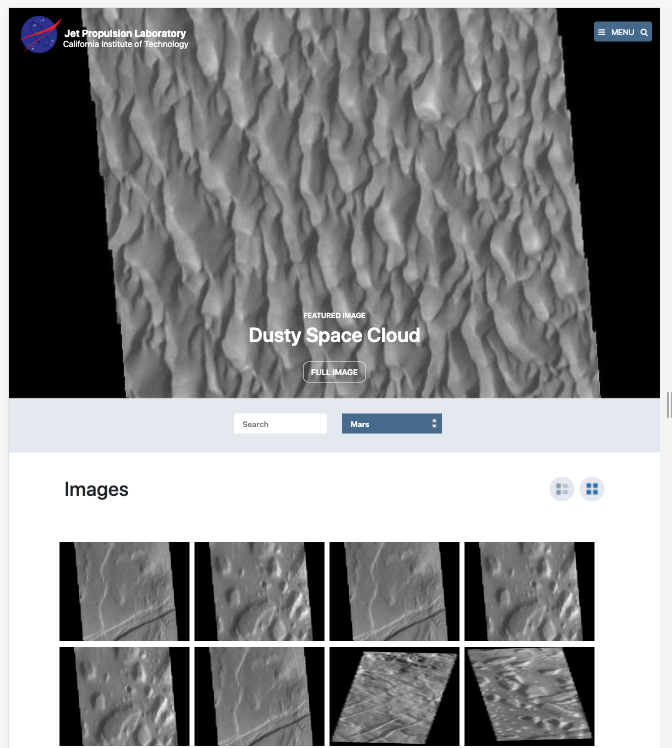 Jet Propulsion Laboratory
California Institute of Technology
MENU
FEATURED IMAGE
Dusty Space Cloud
FULL IMAGE
Search
Mars
Images